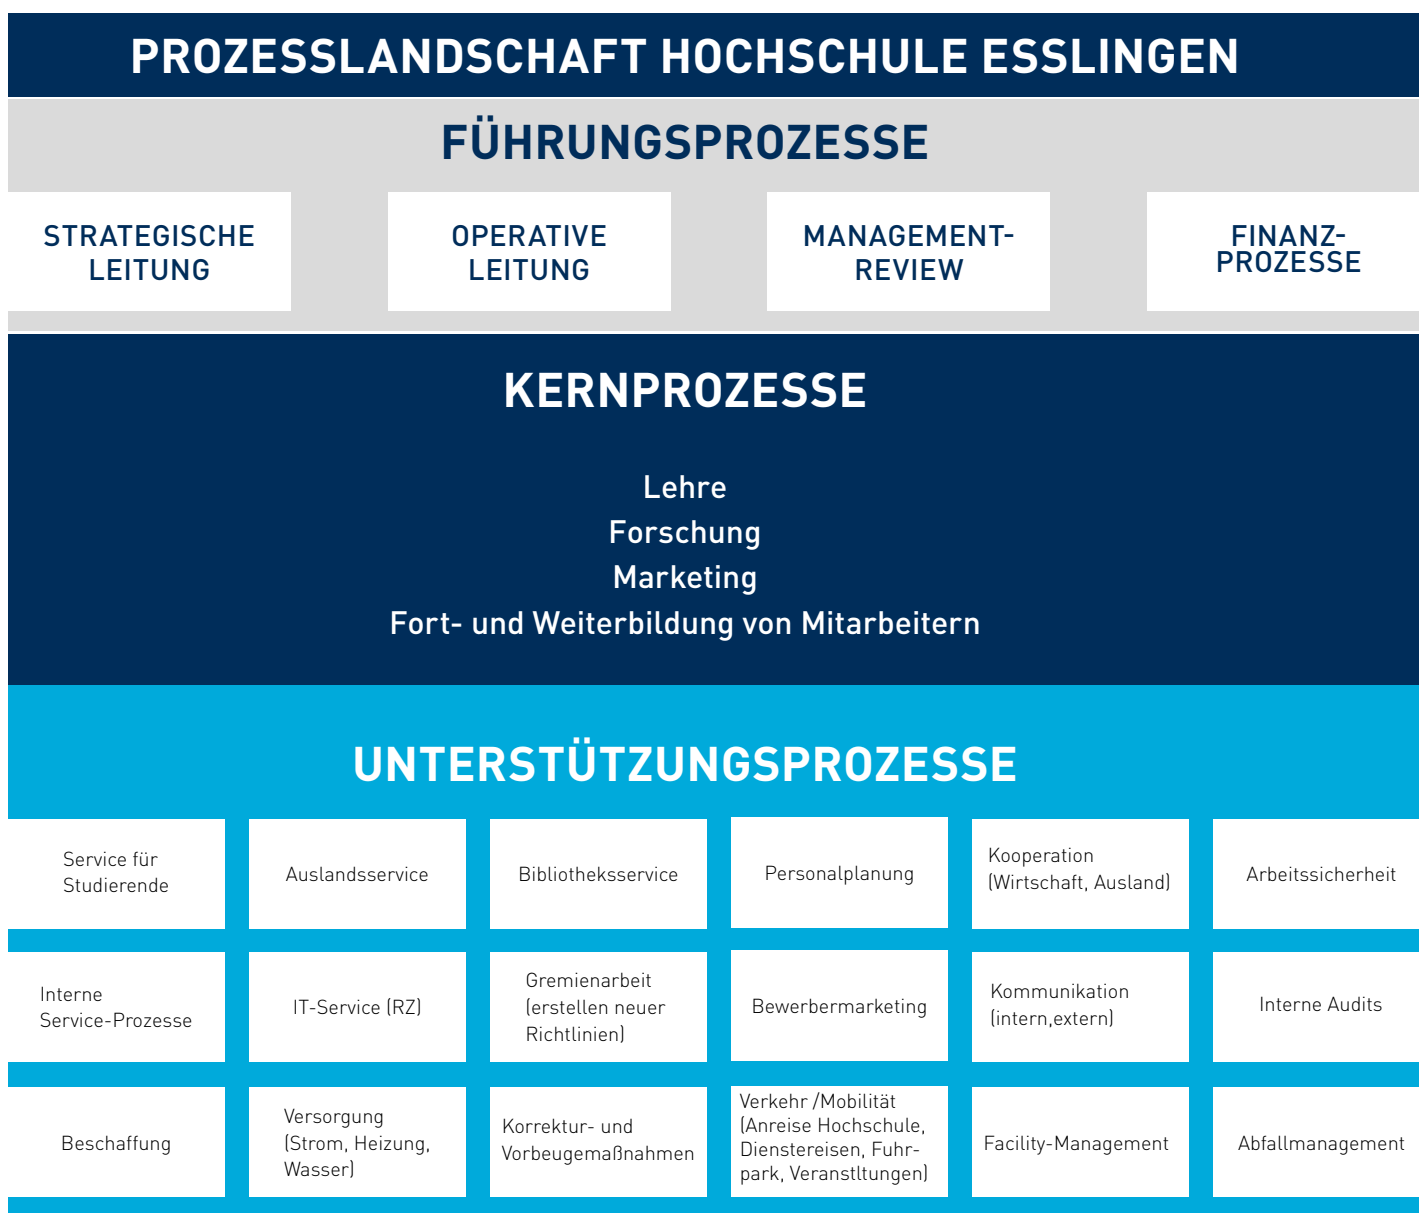 PROZESSLANDSCHAFT HOCHSCHULE ESSLINGEN
FÜHRUNGSPROZESSE
STRATEGISCHE
LEITUNG
OPERATIVE
LEITUNG
MANAGEMENT-
REVIEW
FINANZ-
PROZESSE
KERNPROZESSE
Lehre
Forschung
Marketing
Fort- und Weiterbildung von Mitarbeitern
UNTERSTÜTZUNGSPROZESSE
Service für
Studierende
Auslandsservice
Bibliotheksservice
Personalplanung
Kooperation
(Wirtschaft, Ausland)
Arbeitssicherheit
Interne
Service-Prozesse
IT-Service (RZ)
Gremienarbeit
(erstellen neuer
Richtlinien)
Bewerbermarketing
Kommunikation
(intern,extern)
Interne Audits
Beschaffung
Versorgung
(Strom, Heizung,
Wasser)
Korrektur- und
Vorbeugemaßnahmen
Verkehr /Mobilität
(Anreise Hochschule,
Dienstereisen, Fuhr-
park, Veranstltungen)
Facility-Management
Abfallmanagement